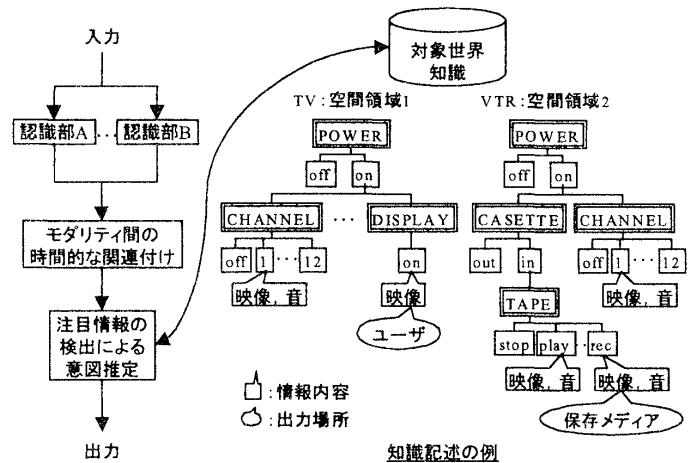 入力
認識部A
...
認識部B
モダリティ間の
時間的な関連付け
注目情報の
検出による
意図推定
出力
対象世界
知識
TV:空間領域1
POWER
off
on
CHANNEL
...
DISPLAY
off
1
...
12
on
映像,音
映像
ユーザ
VTR:空間領域2
POWER
off
on
CASETTE
CHANNEL
out
in
off
1
...
12
映像,音
TAPE
stop
play
..
rec
映像,音
映像,音
保存メディア
:情報内容
:出力場所
知識記述の例